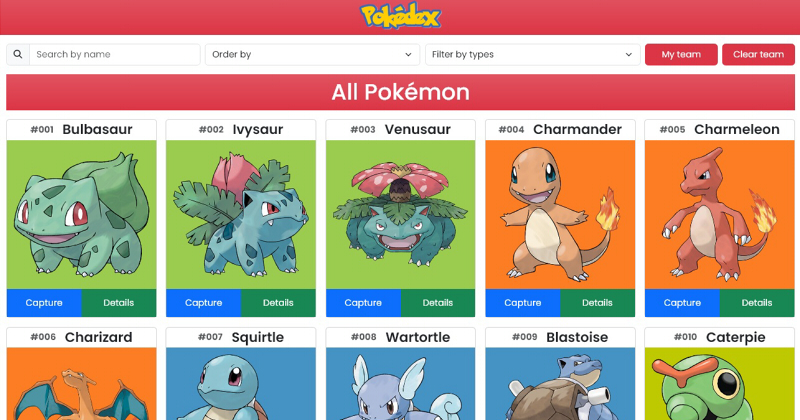 Pokédex
Search by name
Order by
Filter by types
My team
Clear team
All Pokémon
#001 Bulbasaur
#002 Ivysaur
#003 Venusaur
#004 Charmander
#005 Charmeleon
Capture Details
Capture Details
Capture Details
Capture Details
Capture Details
#006 Charizard
#007 Squirtle
#008 Wartortle
#009 Blastoise
#010 Caterpie